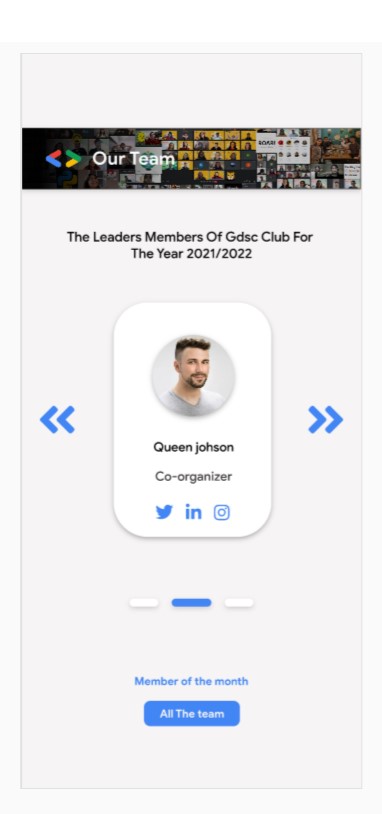 Our Team
The Leaders Members Of Gdsc Club For
The Year 2021/2022
Queen johson
Co-organizer
in
Member of the month
All The team